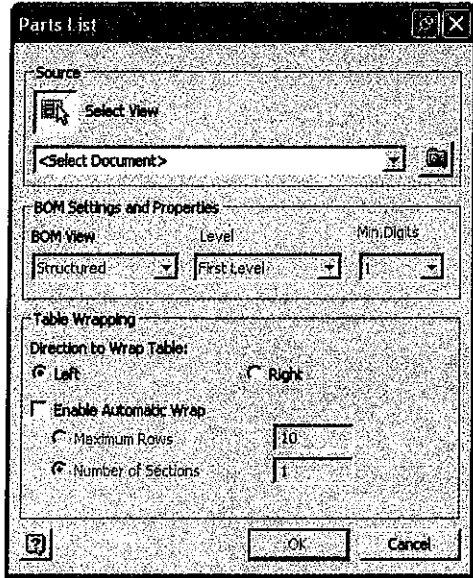 Parts List
Source
Select View
<Select Document>
BOM Settings and Properties
BOM View Level Min.Digits
Structured First Level 1
Table Wrapping
Direction to Wrap Table:
Left Right
Enable Automatic Wrap
Maximum Rows 10
Number of Sections 1
? OK Cancel